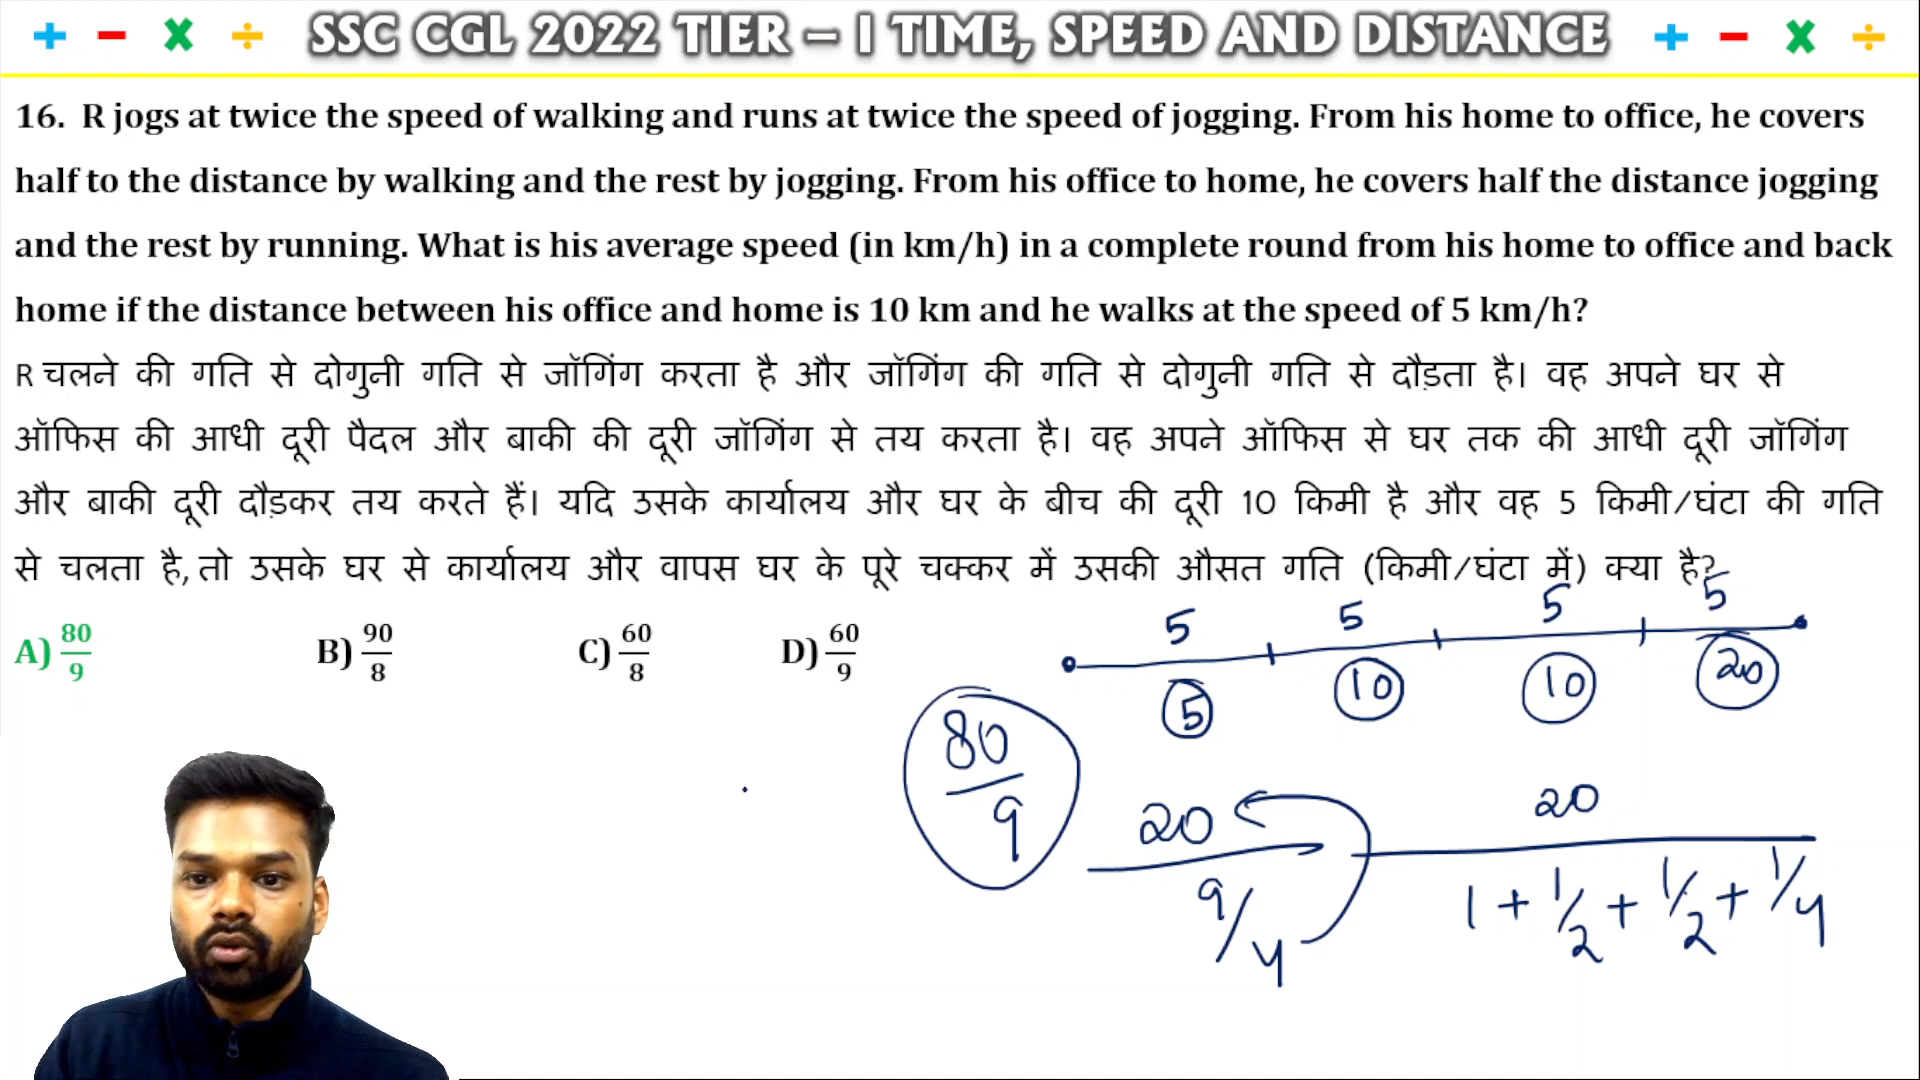 + - x ÷ SSC CGL 2022 TIER – I TIME, SPEED AND DISTANCE + - x ÷
16. R jogs at twice the speed of walking and runs at twice the speed of jogging. From his home to office, he covers
half to the distance by walking and the rest by jogging. From his office to home, he covers half the distance jogging
and the rest by running. What is his average speed (in km/h) in a complete round from his home to office and back
home if the distance between his office and home is 10 km and he walks at the speed of 5 km/h?
R चलने की गति से दोगुनी गति से जॉगिंग करता है और जॉगिंग की गति से दोगुनी गति से दौड़ता है। वह अपने घर से
ऑफिस की आधी दूरी पैदल और बाकी की दूरी जॉगिंग से तय करता है। वह अपने ऑफिस से घर तक की आधी दूरी जॉगिंग
और बाकी दूरी दौड़कर तय करते हैं। यदि उसके कार्यालय और घर के बीच की दूरी 10 किमी है और वह 5 किमी/घंटा की गति
से चलता है, तो उसके घर से कार्यालय और वापस घर के पूरे चक्कर में उसकी औसत गति (किमी/घंटा में) क्या है?
A) 80/9 B) 90/8 C) 60/8 D) 60/9
5 5 5 5
5 10 10 20
80/9
20
9/4
20
1 + 1/2 + 1/2 + 1/4